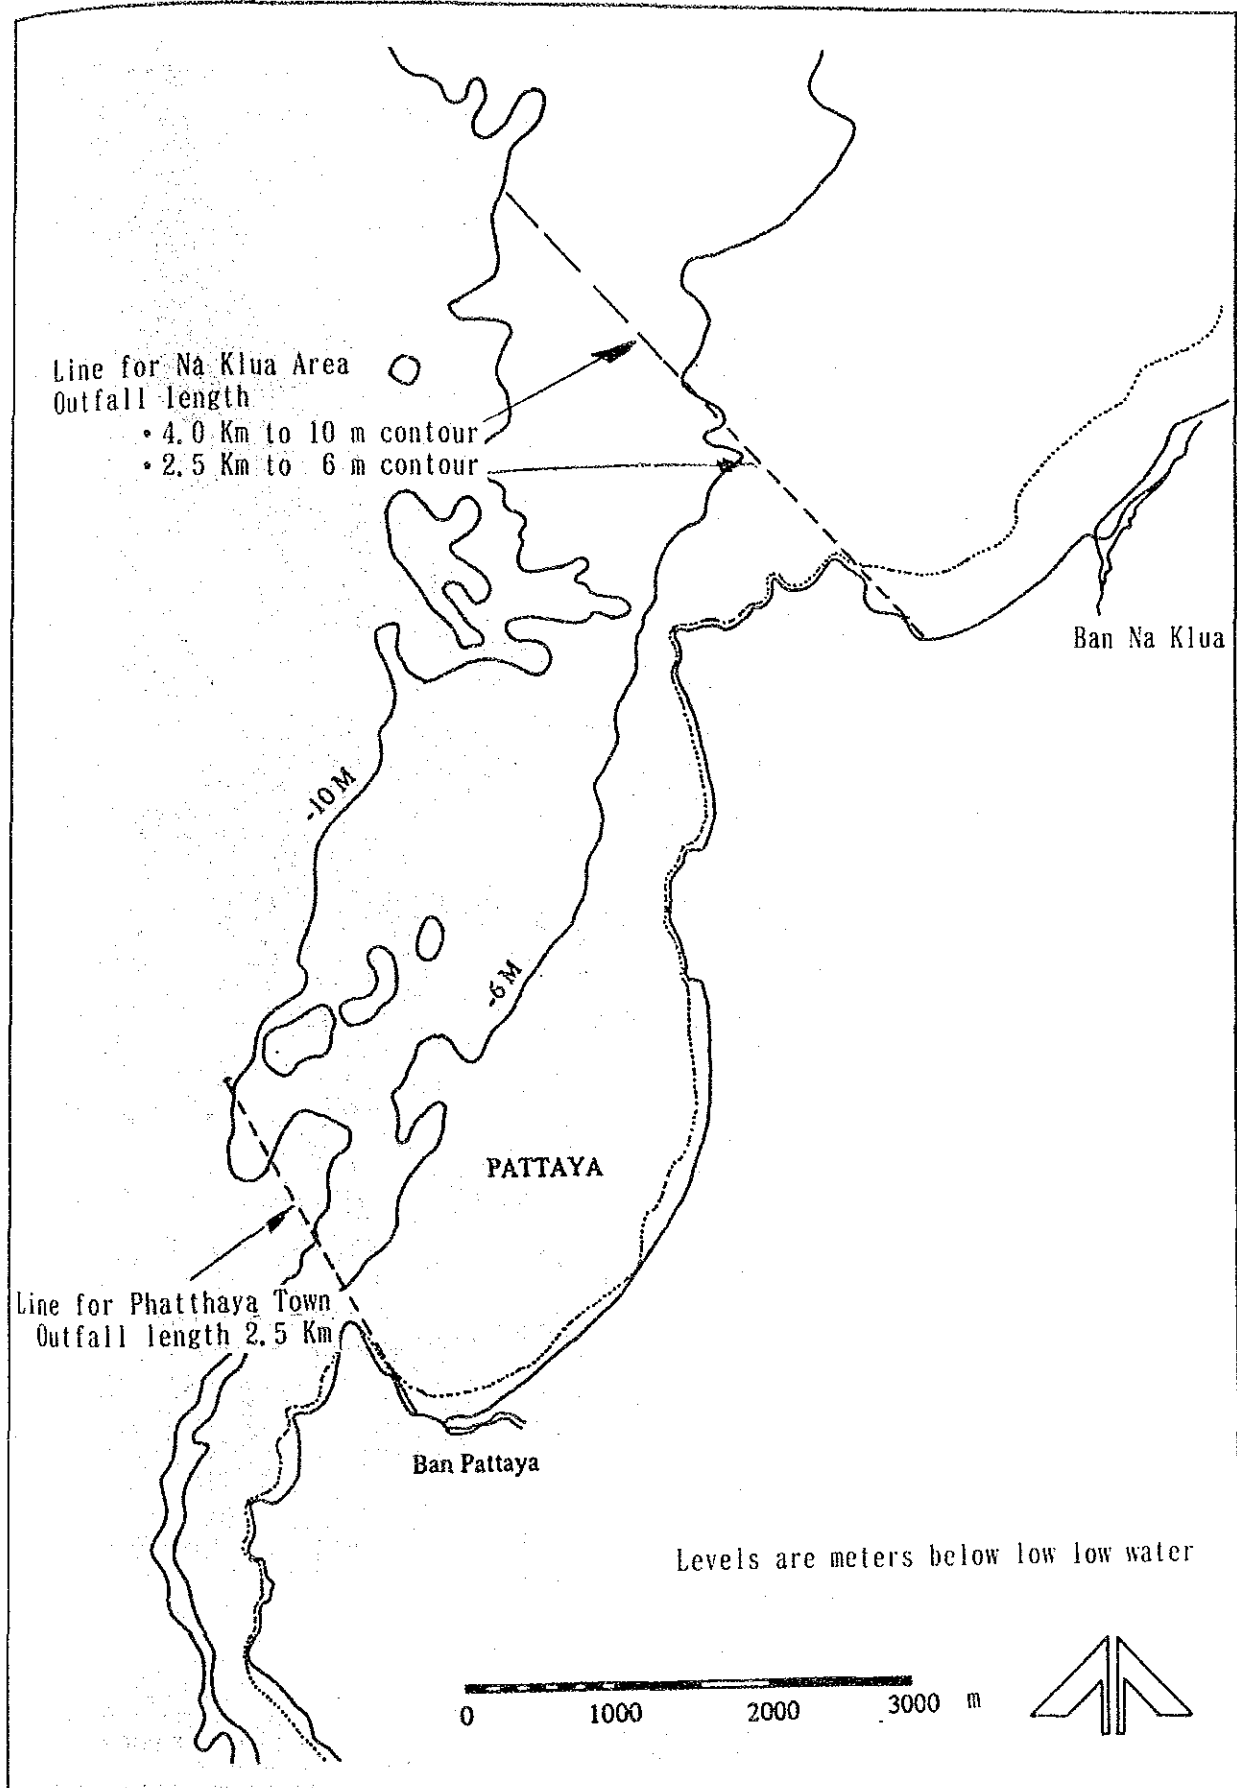 Line for Na Klua Area
Outfall length
• 4.0 Km to 10 m contour
• 2.5 Km to 6 m contour
Ban Na Klua
-10 M
-6 M
PATTAYA
Line for Phatthaya Town
Outfall length 2.5 Km
Ban Pattaya
Levels are meters below low low water
0 1000 2000 3000 m